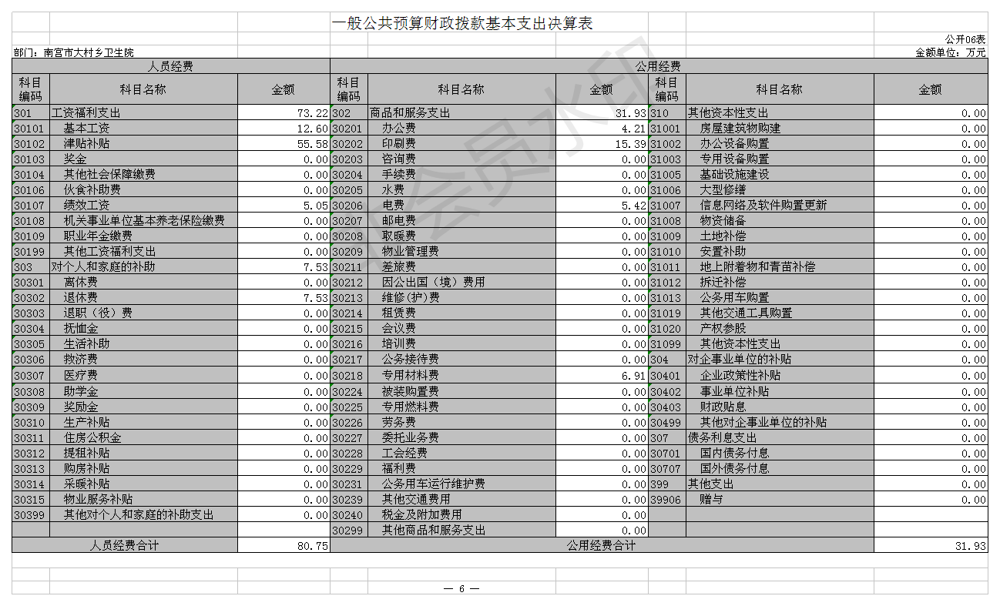 一般公共预算财政拨款基本支出决算表
公开06表
部门：南宫市大村乡卫生院 金额单位：万元
人员经费 公用经费
科目编码 科目名称 金额 科目编码 科目名称 金额 科目编码 科目名称 金额
301 工资福利支出 73.22 302 商品和服务支出 31.93 310 其他资本性支出 0.00
30101 基本工资 12.60 30201 办公费 4.21 31001 房屋建筑物购建 0.00
30102 津贴补贴 55.58 30202 印刷费 15.39 31002 办公设备购置 0.00
30103 奖金 0.00 30203 咨询费 0.00 31003 专用设备购置 0.00
30104 其他社会保障缴费 0.00 30204 手续费 0.00 31005 基础设施建设 0.00
30106 伙食补助费 0.00 30205 水费 0.00 31006 大型修缮 0.00
30107 绩效工资 5.05 30206 电费 5.42 31007 信息网络及软件购置更新 0.00
30108 机关事业单位基本养老保险缴费 0.00 30207 邮电费 0.00 31008 物资储备 0.00
30109 职业年金缴费 0.00 30208 取暖费 0.00 31009 土地补偿 0.00
30199 其他工资福利支出 0.00 30209 物业管理费 0.00 31010 安置补助 0.00
303 对个人和家庭的补助 7.53 30211 差旅费 0.00 31011 地上附着物和青苗补偿 0.00
30301 离休费 0.00 30212 因公出国（境）费用 0.00 31012 拆迁补偿 0.00
30302 退休费 7.53 30213 维修(护)费 0.00 31013 公务用车购置 0.00
30303 退职（役）费 0.00 30214 租赁费 0.00 31019 其他交通工具购置 0.00
30304 抚恤金 0.00 30215 会议费 0.00 31020 产权参股 0.00
30305 生活补助 0.00 30216 培训费 0.00 31099 其他资本性支出 0.00
30306 救济费 0.00 30217 公务接待费 0.00 304 对企事业单位的补贴 0.00
30307 医疗费 0.00 30218 专用材料费 6.91 30401 企业政策性补贴 0.00
30308 助学金 0.00 30224 被装购置费 0.00 30402 事业单位补贴 0.00
30309 奖励金 0.00 30225 专用燃料费 0.00 30403 财政贴息 0.00
30310 生产补贴 0.00 30226 劳务费 0.00 30499 其他对企事业单位的补贴 0.00
30311 住房公积金 0.00 30227 委托业务费 0.00 307 债务利息支出 0.00
30312 提租补贴 0.00 30228 工会经费 0.00 30701 国内债务付息 0.00
30313 购房补贴 0.00 30229 福利费 0.00 30707 国外债务付息 0.00
30314 采暖补贴 0.00 30231 公务用车运行维护费 0.00 399 其他支出 0.00
30315 物业服务补贴 0.00 30239 其他交通费用 0.00 39906 赠与 0.00
30399 其他对个人和家庭的补助支出 0.00 30240 税金及附加费用 0.00
30299 其他商品和服务支出 0.00
人员经费合计 80.75 公用经费合计 31.93
— 6 —
非会员水印